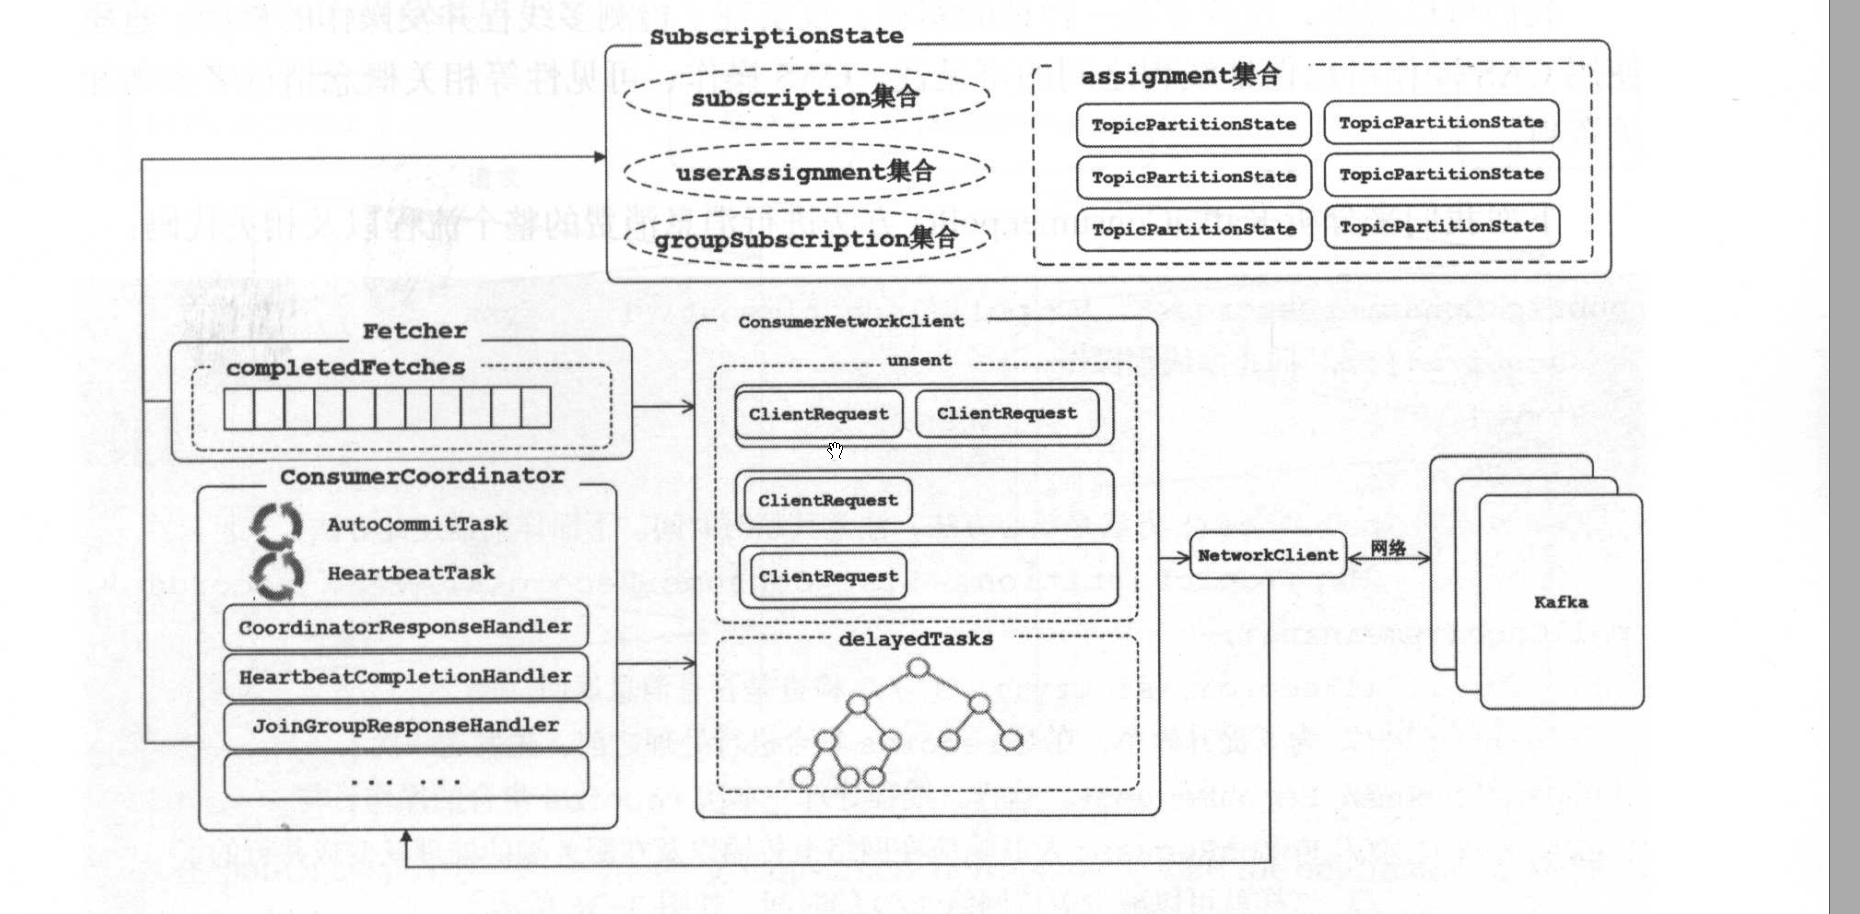 SubscriptionState
subscription集合
userAssignment集合
groupSubscription集合
assignment集合
TopicPartitionState
TopicPartitionState
TopicPartitionState
TopicPartitionState
TopicPartitionState
TopicPartitionState
Fetcher
completedFetches
ConsumerCoordinator
AutoCommitTask
HeartbeatTask
CoordinatorResponseHandler
HeartbeatCompletionHandler
JoinGroupResponseHandler
... ...
ConsumerNetworkClient
unsent
ClientRequest
ClientRequest
ClientRequest
ClientRequest
delayedTasks
NetworkClient
网络
Kafka